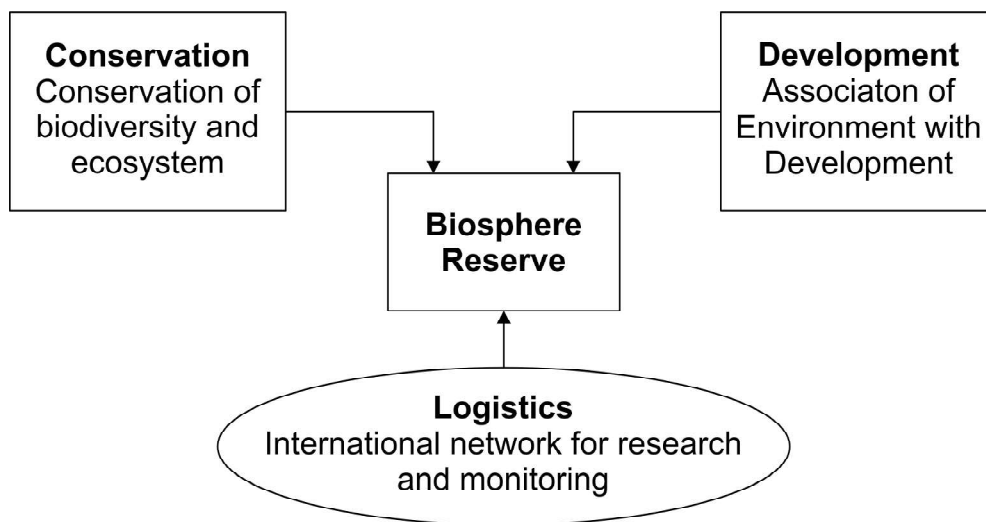 Conservation
Conservation of
biodiversity and
ecosystem
Development
Associaton of
Environment with
Development
Biosphere
Reserve
Logistics
International network for research
and monitoring